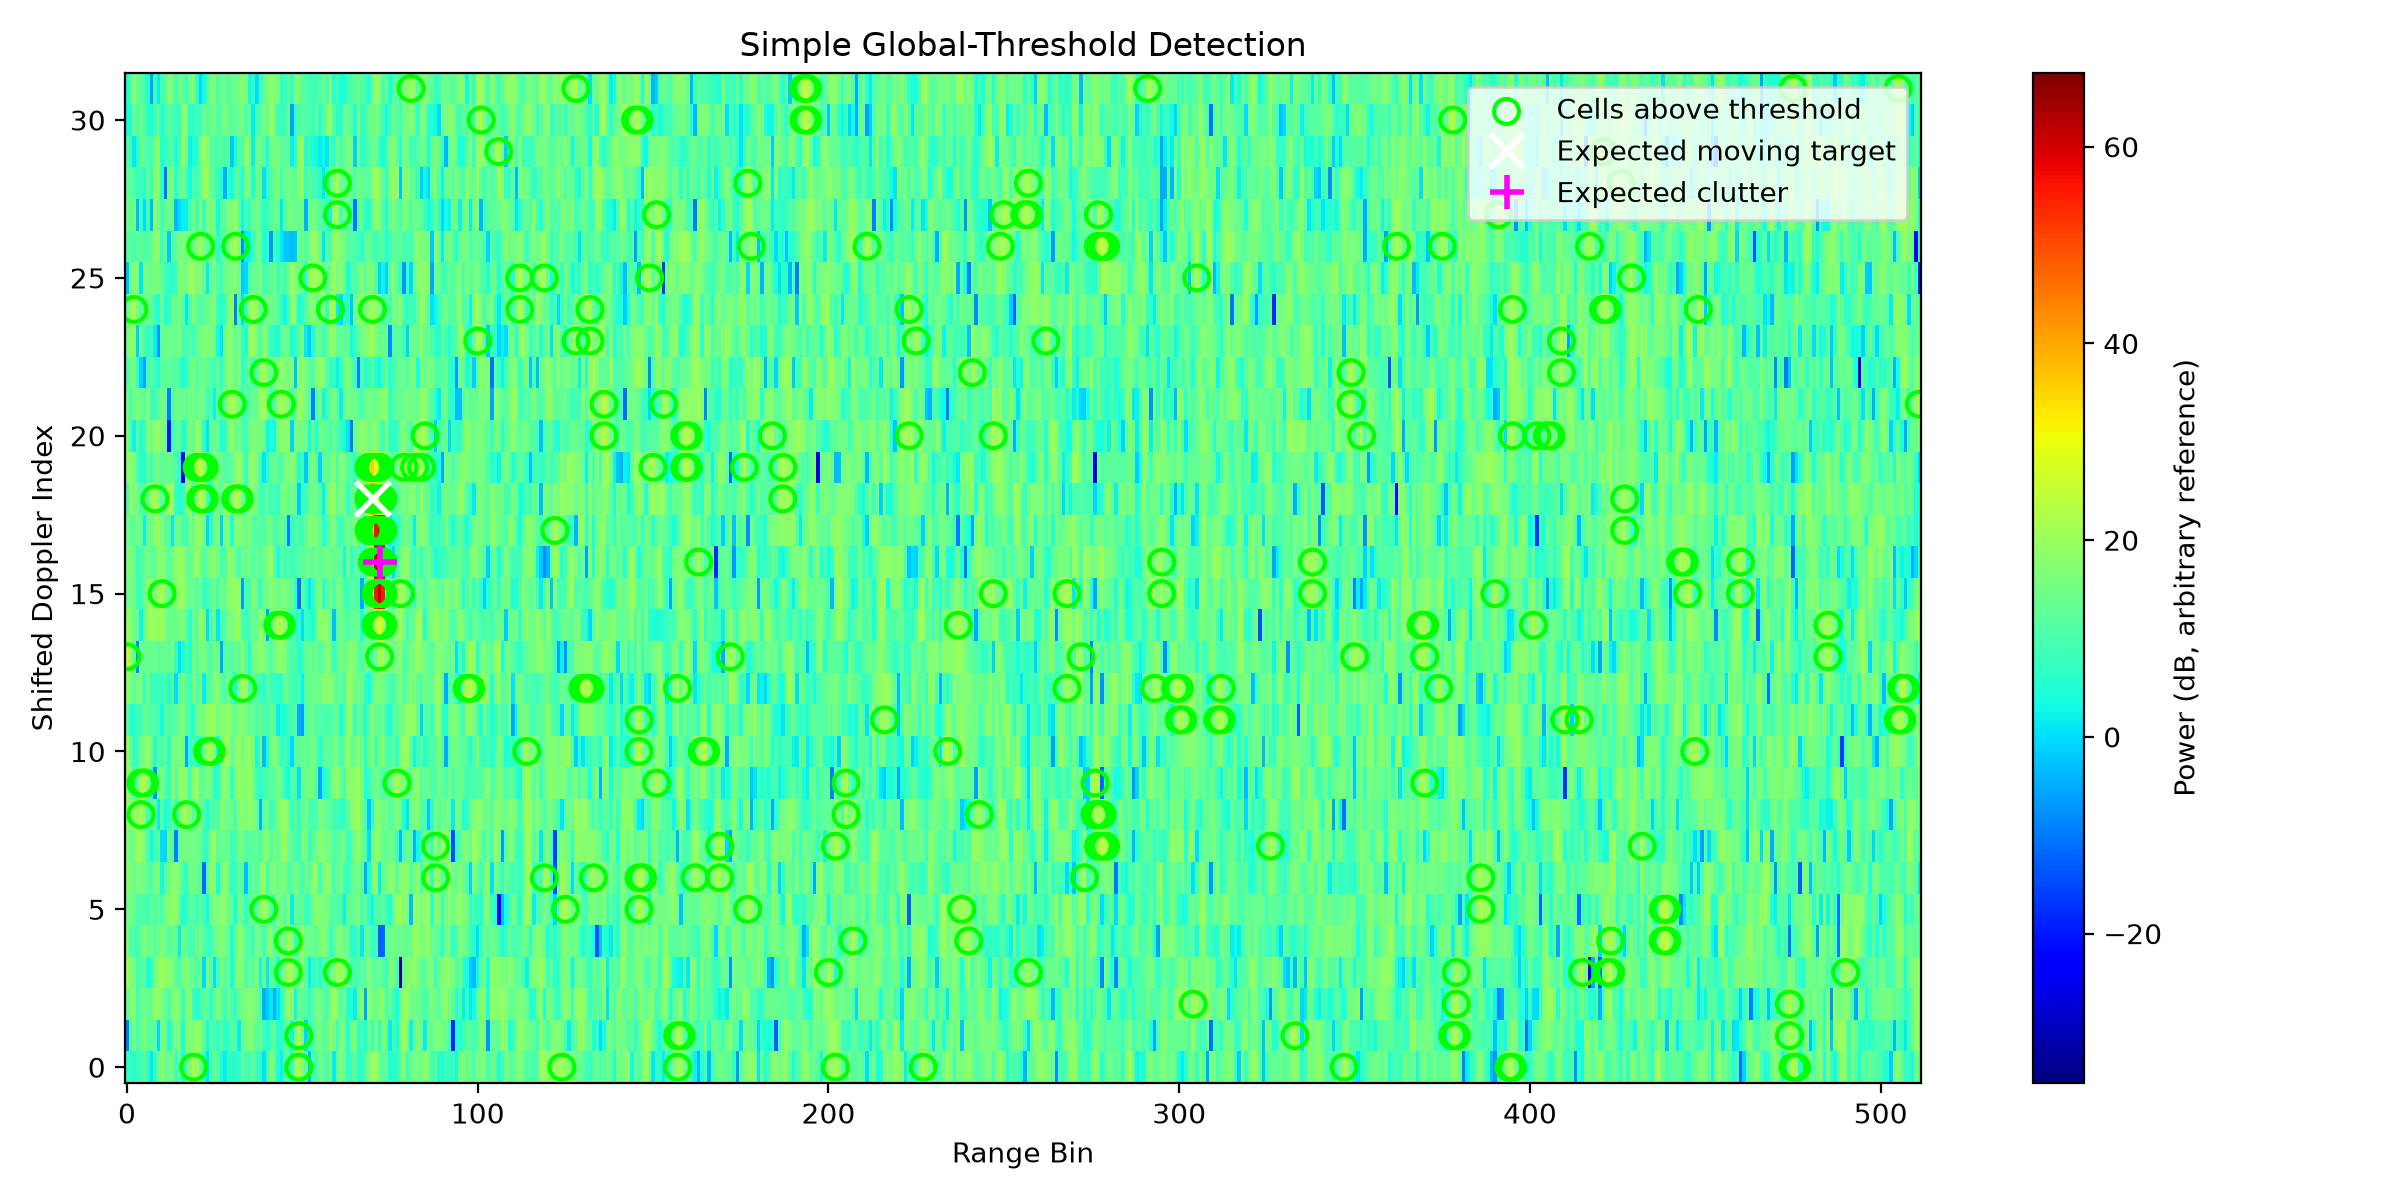 Simple Global-Threshold Detection
Cells above threshold
Expected moving target
Expected clutter
30
25
20
15
10
5
0
Shifted Doppler Index
0 100 200 300 400 500
Range Bin
60
40
20
0
−20
Power (dB, arbitrary reference)